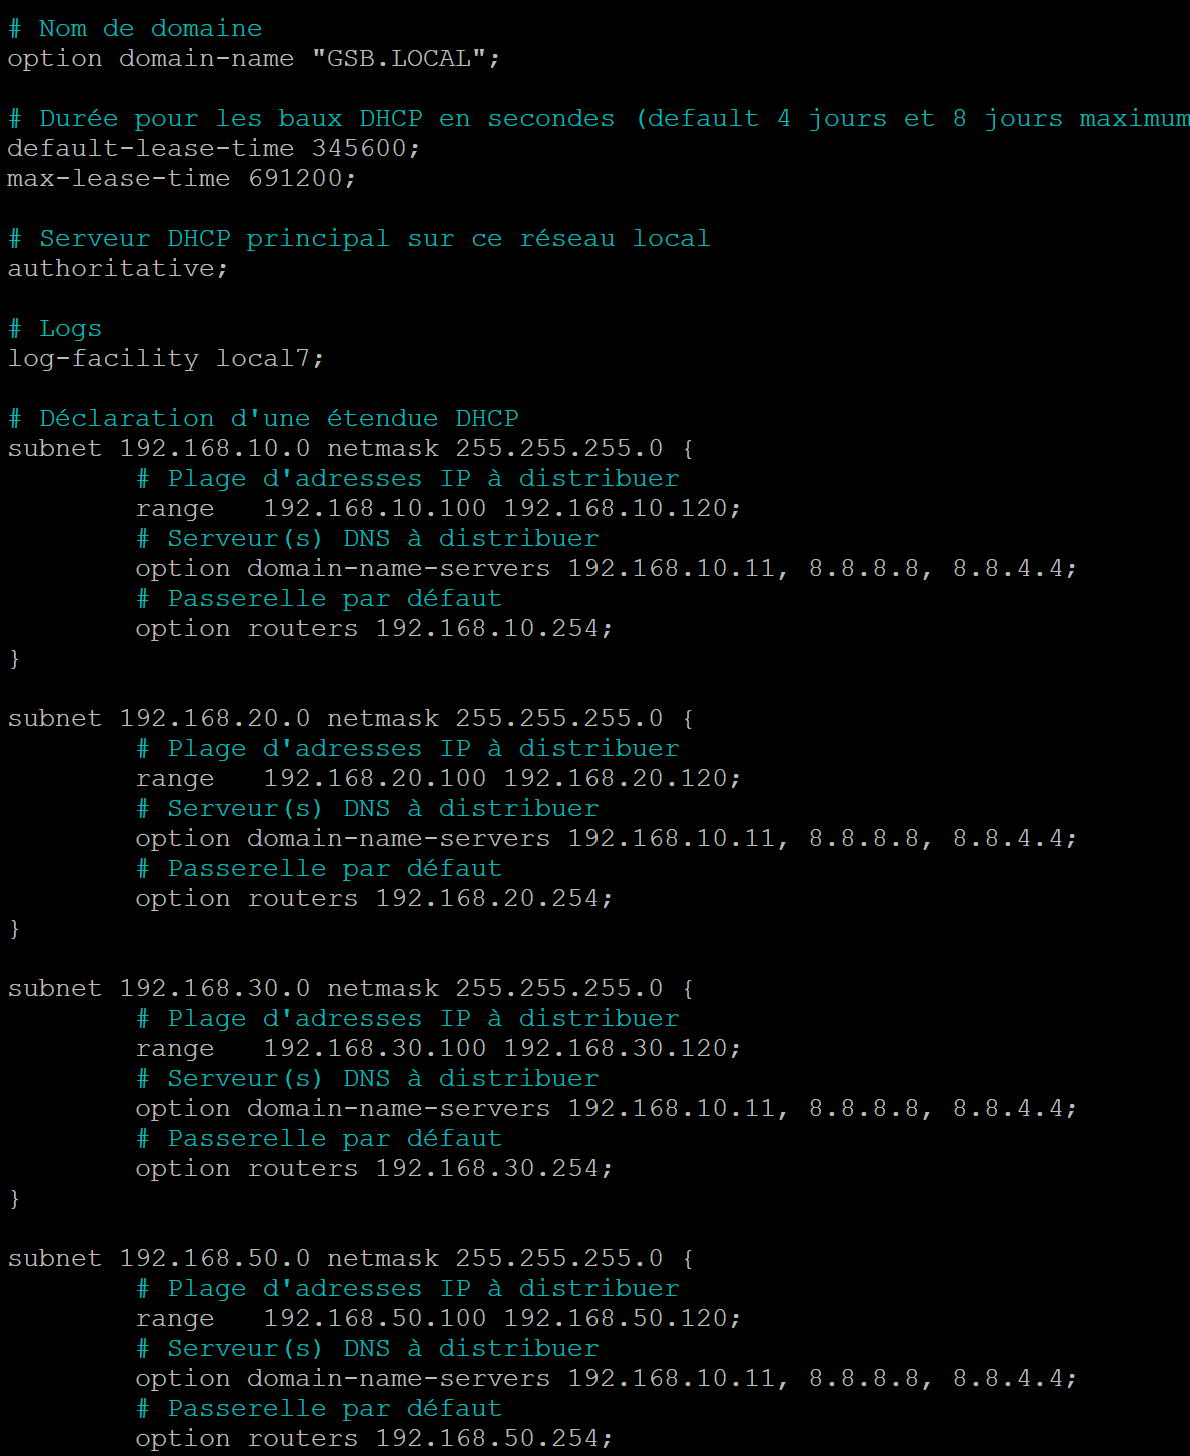 # Nom de domaine
option domain-name "GSB.LOCAL";

# Durée pour les baux DHCP en secondes (default 4 jours et 8 jours maximum
default-lease-time 345600;
max-lease-time 691200;

# Serveur DHCP principal sur ce réseau local
authoritative;

# Logs
log-facility local7;

# Déclaration d'une étendue DHCP
subnet 192.168.10.0 netmask 255.255.255.0 {
        # Plage d'adresses IP à distribuer
        range   192.168.10.100 192.168.10.120;
        # Serveur(s) DNS à distribuer
        option domain-name-servers 192.168.10.11, 8.8.8.8, 8.8.4.4;
        # Passerelle par défaut
        option routers 192.168.10.254;
}

subnet 192.168.20.0 netmask 255.255.255.0 {
        # Plage d'adresses IP à distribuer
        range   192.168.20.100 192.168.20.120;
        # Serveur(s) DNS à distribuer
        option domain-name-servers 192.168.10.11, 8.8.8.8, 8.8.4.4;
        # Passerelle par défaut
        option routers 192.168.20.254;
}

subnet 192.168.30.0 netmask 255.255.255.0 {
        # Plage d'adresses IP à distribuer
        range   192.168.30.100 192.168.30.120;
        # Serveur(s) DNS à distribuer
        option domain-name-servers 192.168.10.11, 8.8.8.8, 8.8.4.4;
        # Passerelle par défaut
        option routers 192.168.30.254;
}

subnet 192.168.50.0 netmask 255.255.255.0 {
        # Plage d'adresses IP à distribuer
        range   192.168.50.100 192.168.50.120;
        # Serveur(s) DNS à distribuer
        option domain-name-servers 192.168.10.11, 8.8.8.8, 8.8.4.4;
        # Passerelle par défaut
        option routers 192.168.50.254;